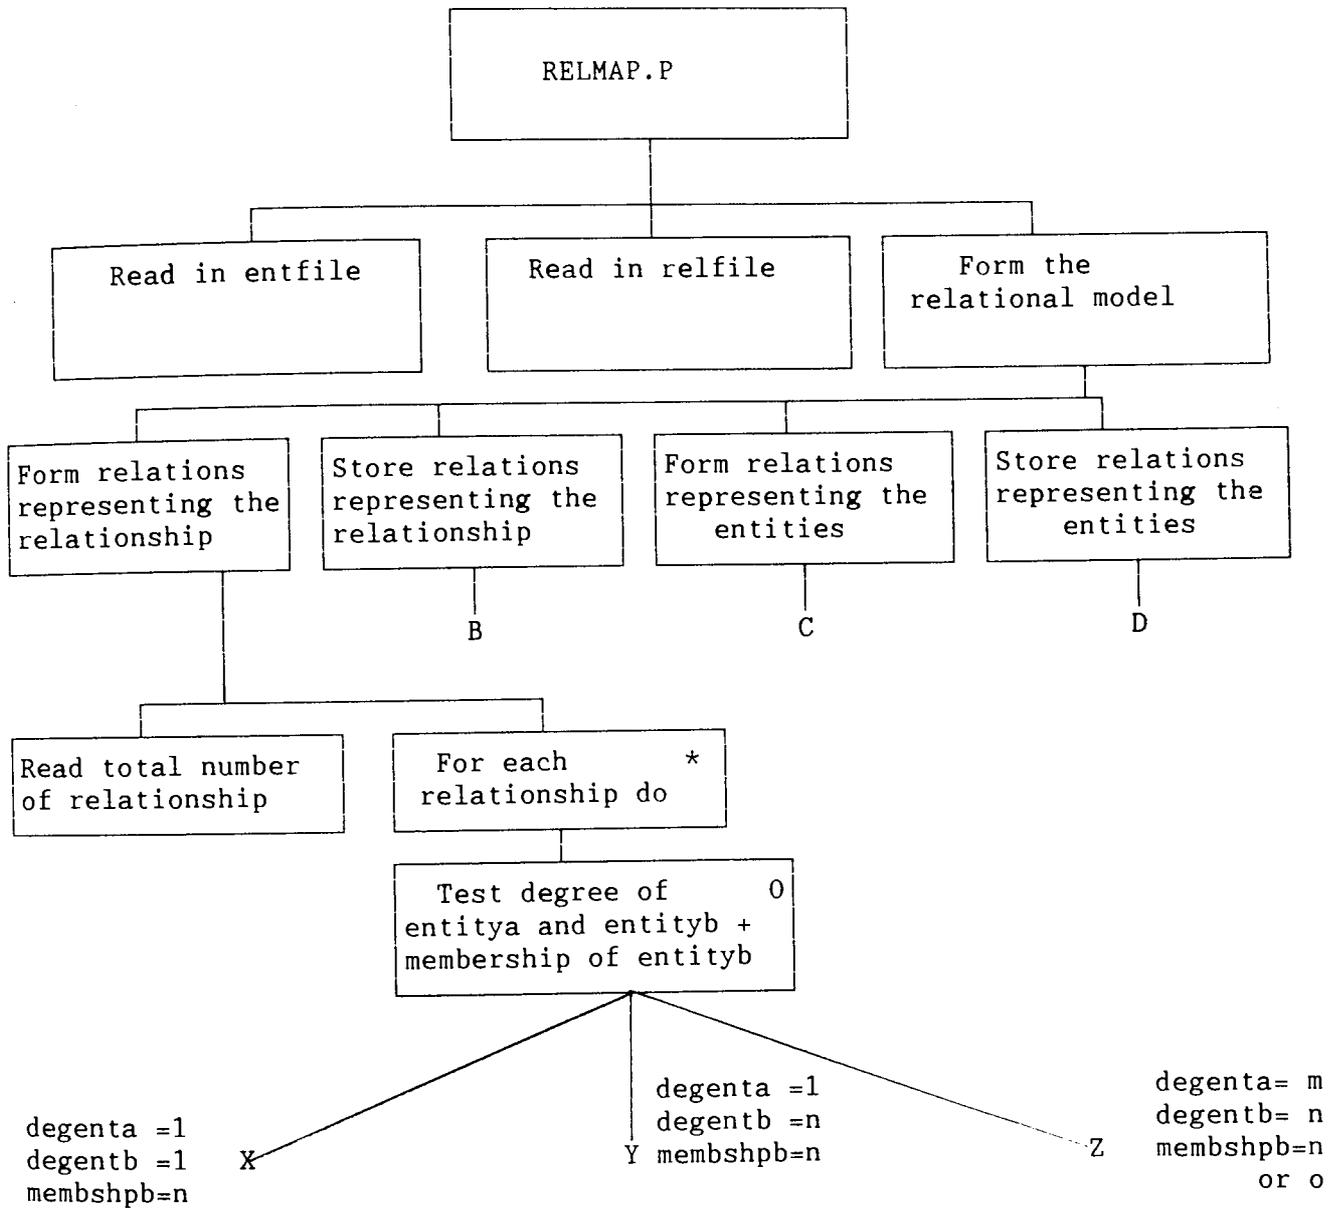 RELMAP.P
Read in entfile
Read in relfile
Form the
relational model
Form relations
representing the
relationship
Store relations
representing the
relationship
Form relations
representing the
entities
Store relations
representing the
entities
B
C
D
Read total number
of relationship
For each *
relationship do
Test degree of O
entitya and entityb +
membership of entityb
degenta =1
degentb =1
membshpb=n
X
degenta =1
degentb =n
Y membshpb=n
Z
degenta= m
degentb= n
membshpb=n
or o